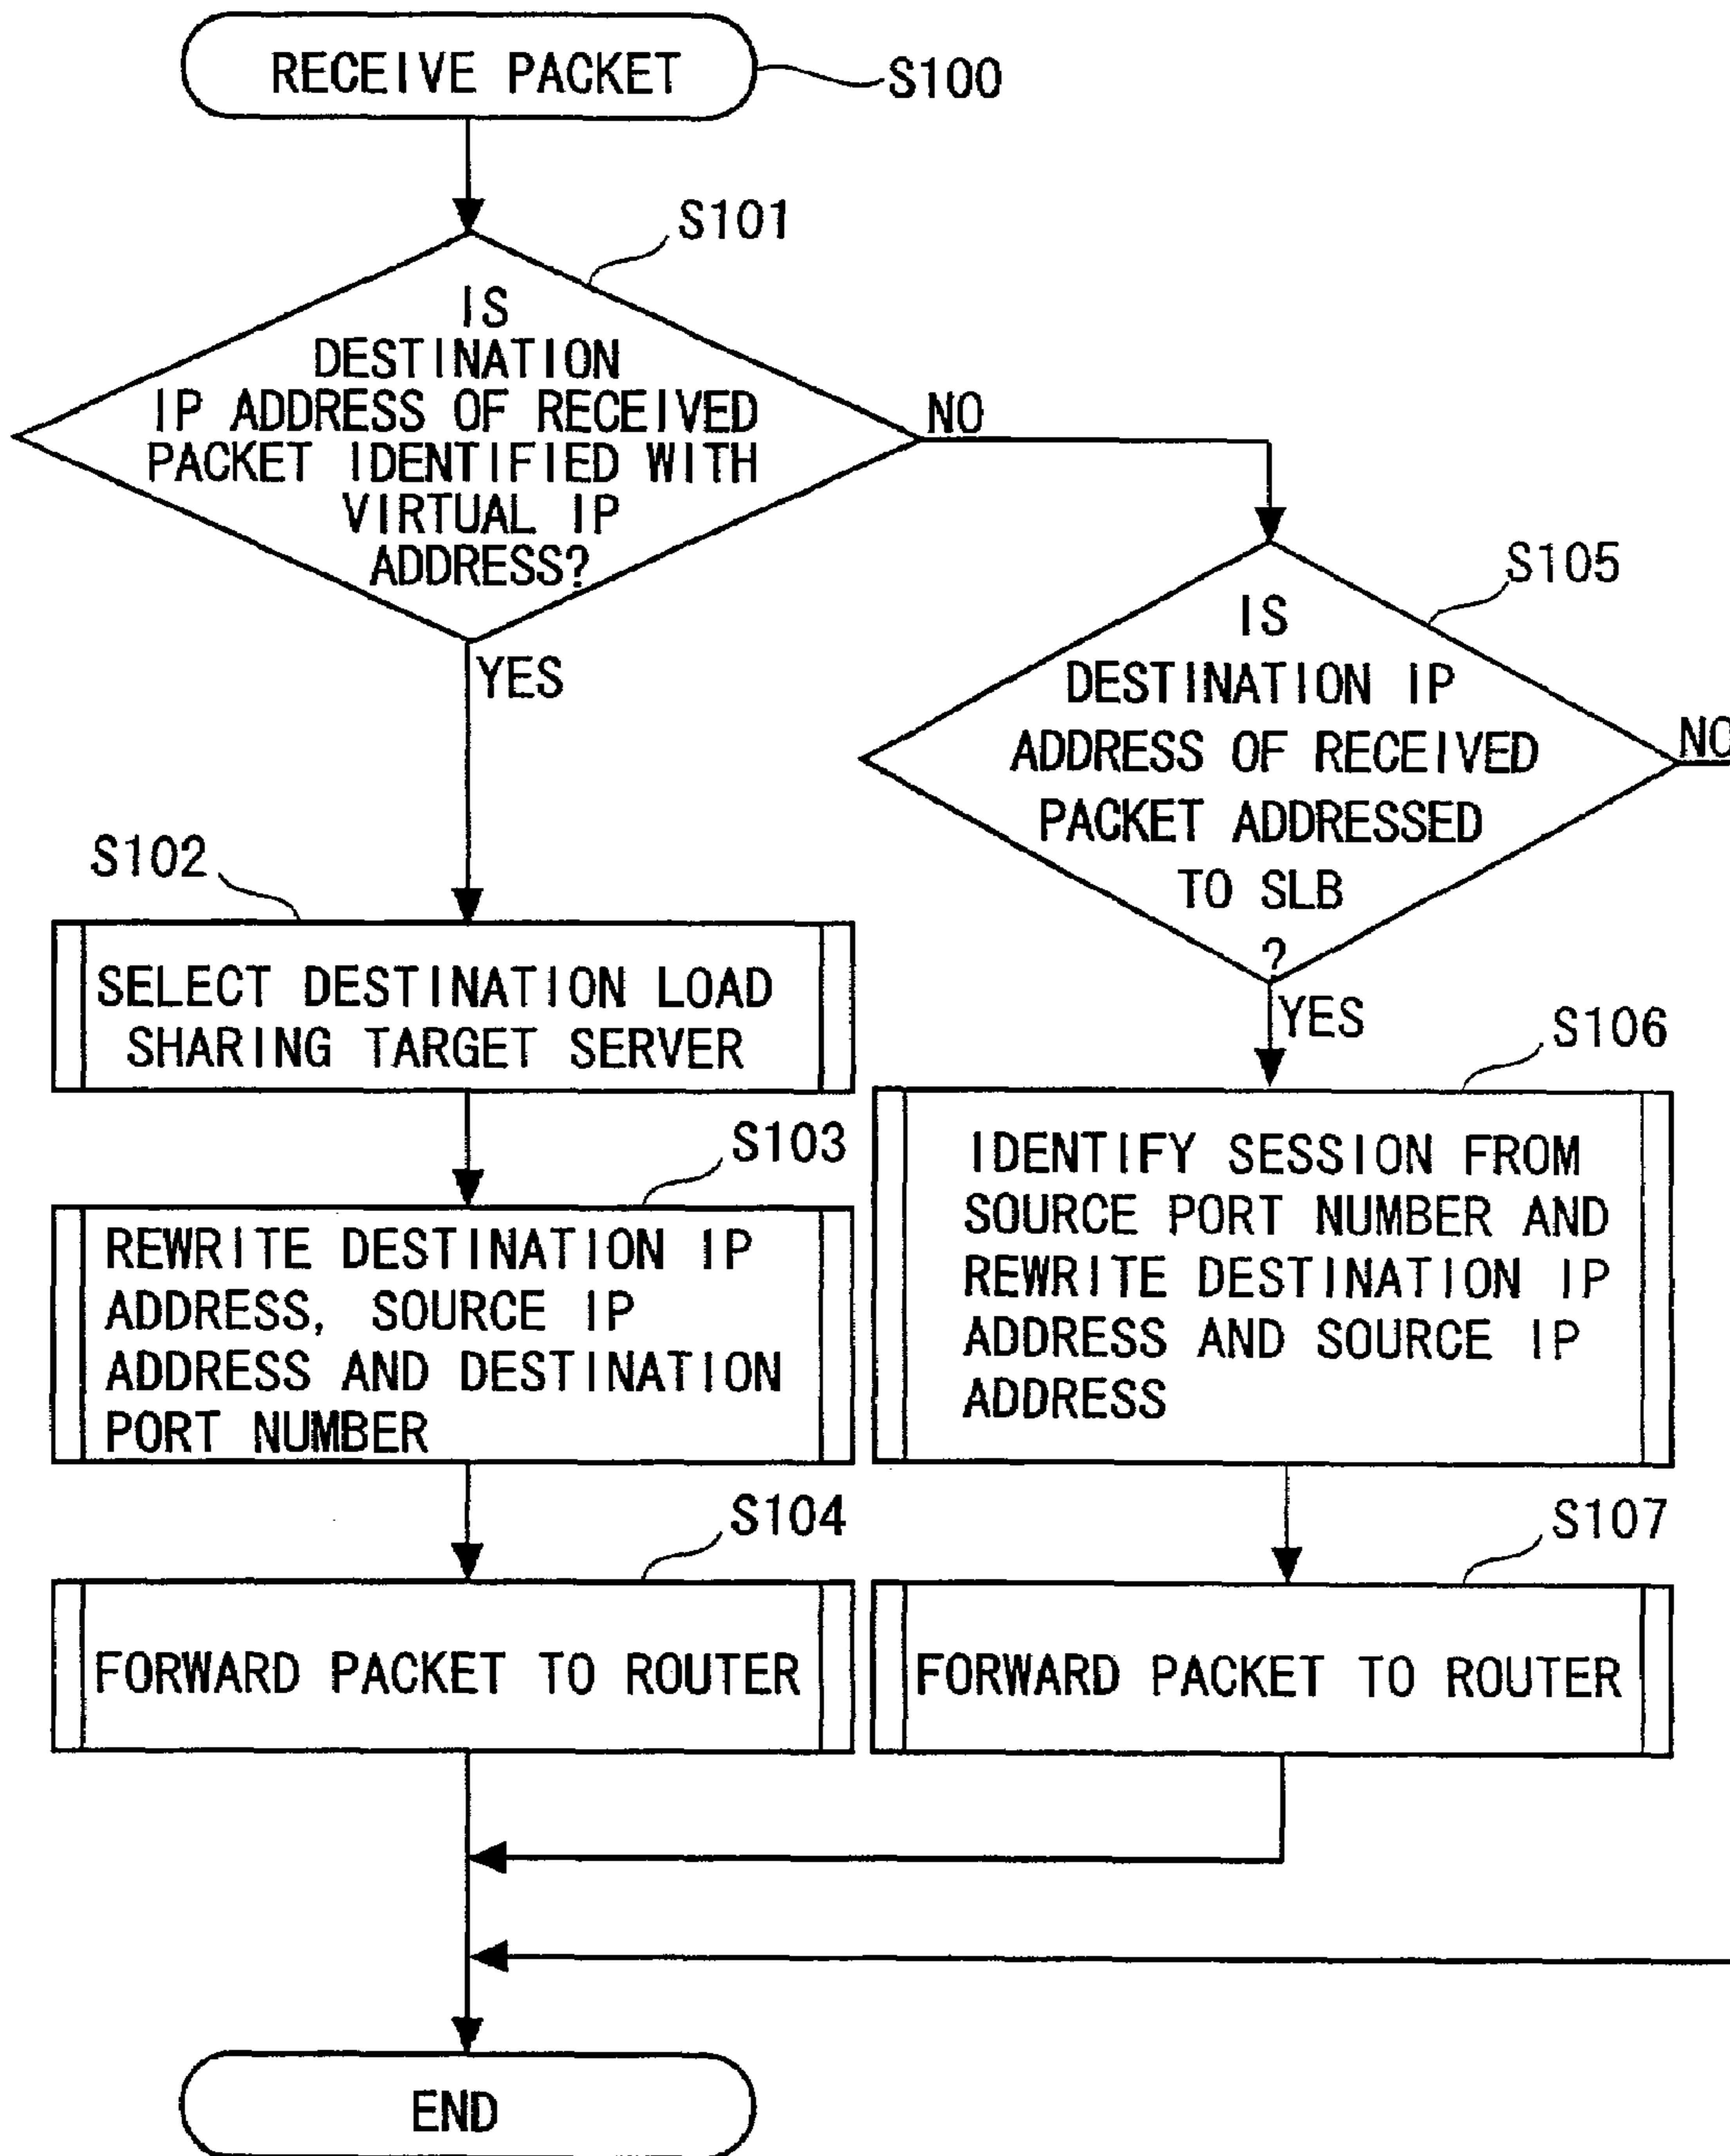 RECEIVE PACKET
S100
S101
IS
DESTINATION
IP ADDRESS OF RECEIVED
PACKET IDENTIFIED WITH
VIRTUAL IP
ADDRESS?
NO
YES
S105
IS
DESTINATION IP
ADDRESS OF RECEIVED
PACKET ADDRESSED
TO SLB
?
NO
YES
S102
SELECT DESTINATION LOAD
SHARING TARGET SERVER
S103
REWRITE DESTINATION IP
ADDRESS, SOURCE IP
ADDRESS AND DESTINATION
PORT NUMBER
S106
IDENTIFY SESSION FROM
SOURCE PORT NUMBER AND
REWRITE DESTINATION IP
ADDRESS AND SOURCE IP
ADDRESS
S104
FORWARD PACKET TO ROUTER
S107
FORWARD PACKET TO ROUTER
END